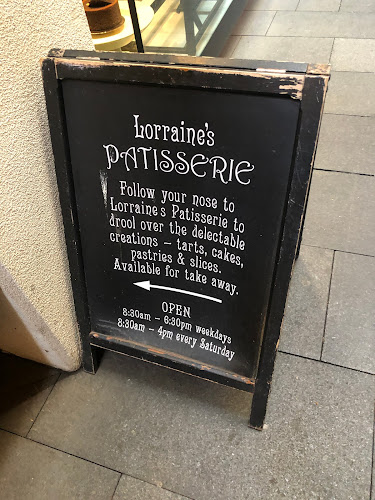 Lorraine's
PATISSERIE
Follow your nose to
Lorraine's Patisserie to
drool over the delectable
creations – tarts, cakes,
pastries & slices.
Available for take away.
OPEN
8:30am – 6:30pm weekdays
8:30am – 4pm every Saturday